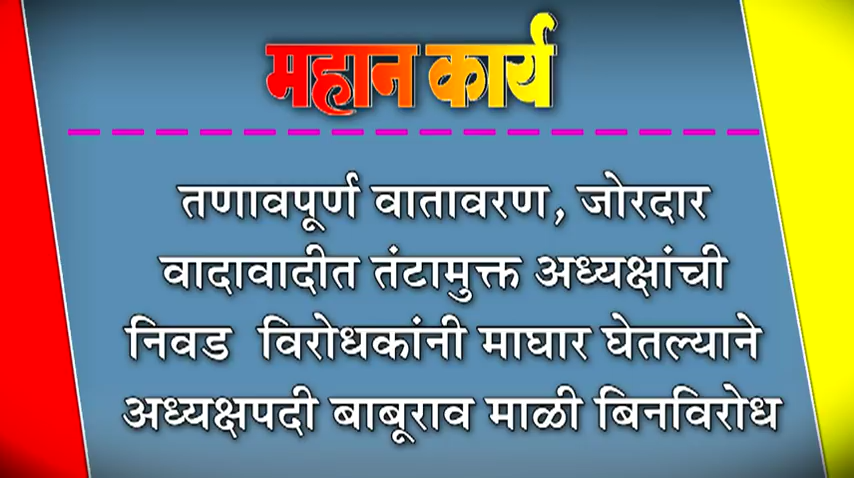 महान कार्य
तणावपूर्ण वातावरण, जोरदार
वादावादीत तंटामुक्त अध्यक्षांची
निवड विरोधकांनी माघार घेतल्याने
अध्यक्षपदी बाबूराव माळी बिनविरोध